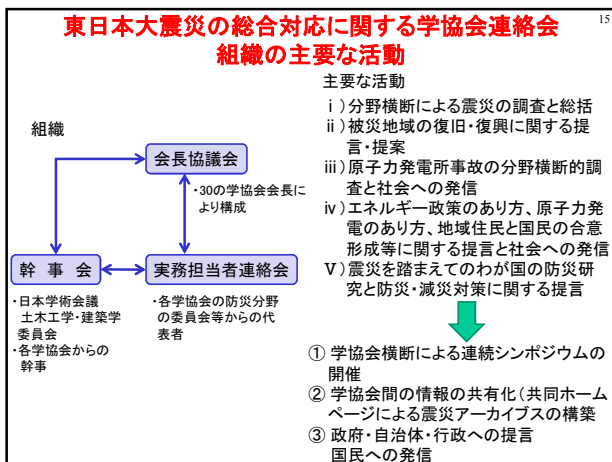 東日本大震災の総合対応に関する学協会連絡会
組織の主要な活動
15
組織
会長協議会
・30の学協会会長に
より構成
幹 事 会
実務担当者連絡会
・日本学術会議
土木工学・建築学
委員会
・各学協会からの
幹事
・各学協会の防災分野
の委員会等からの代
表者
主要な活動
ⅰ)分野横断による震災の調査と総括
ⅱ)被災地域の復旧・復興に関する提
言・提案
ⅲ)原子力発電所事故の分野横断的調
査と社会への発信
ⅳ)エネルギー政策のあり方、原子力発
電のあり方、地域住民と国民の合意
形成等に関する提言と社会への発信
Ⅴ)震災を踏まえてのわが国の防災研
究と防災・減災対策に関する提言
① 学協会横断による連続シンポジウムの
開催
② 学協会間の情報の共有化(共同ホーム
ページによる震災アーカイブスの構築
③ 政府・自治体・行政への提言
国民への発信